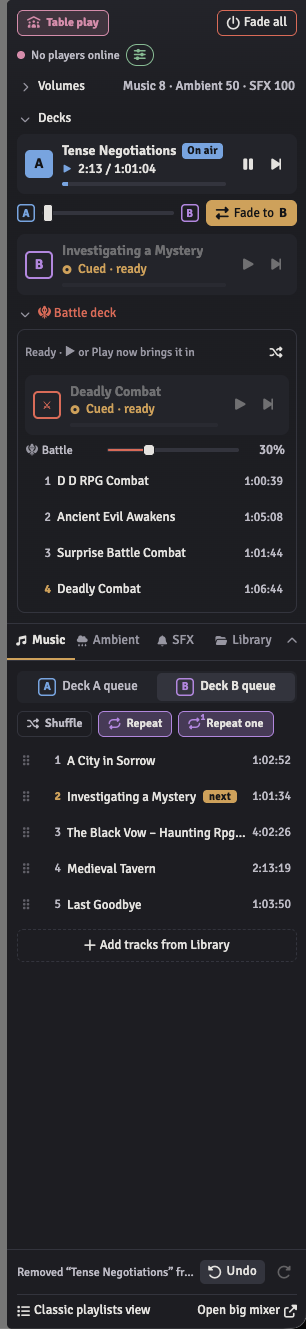 Table play
Fade all
No players online
Volumes Music 8 · Ambient 50 · SFX 100
Decks
A Tense Negotiations On air
2:13 / 1:01:04
A B Fade to B
B Investigating a Mystery
Cued · ready
Battle deck
Ready · or Play now brings it in
Deadly Combat
Cued · ready
Battle 30%
1 D D RPG Combat 1:00:39
2 Ancient Evil Awakens 1:05:08
3 Surprise Battle Combat 1:01:44
4 Deadly Combat 1:06:44
Music Ambient SFX Library
A Deck A queue B Deck B queue
Shuffle Repeat 1 Repeat one
1 A City in Sorrow 1:02:52
2 Investigating a Mystery next 1:01:34
3 The Black Vow – Haunting Rpg... 4:02:26
4 Medieval Tavern 2:13:19
5 Last Goodbye 1:03:50
+ Add tracks from Library
Removed “Tense Negotiations” fr... Undo
Classic playlists view Open big mixer